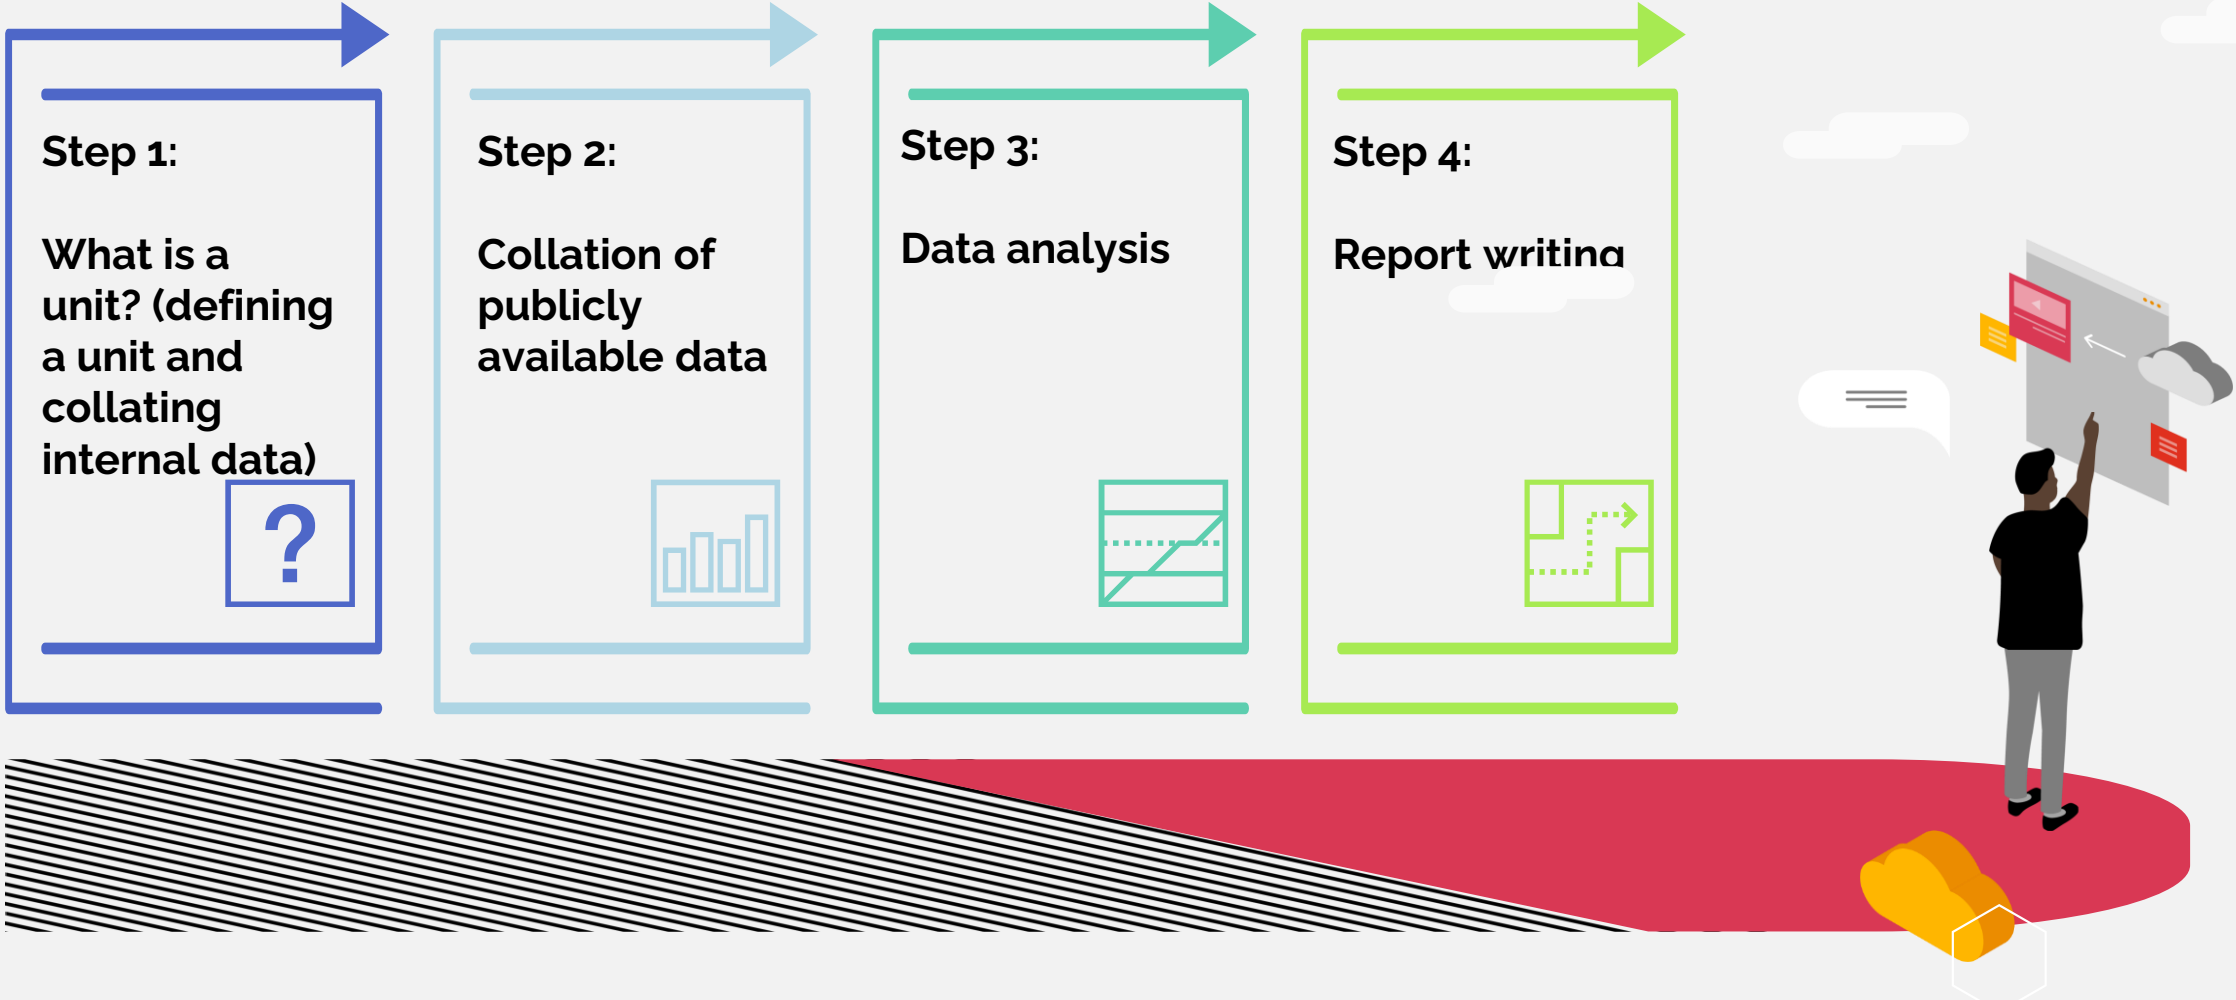 Step 1:
What is a
unit? (defining
a unit and
collating
internal data)
?
Step 2:
Collation of
publicly
available data
Step 3:
Data analysis
Step 4:
Report writing